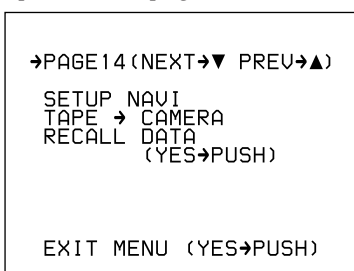 →PAGE14(NEXT→▼ PREV→▲)
SETUP NAVI
TAPE → CAMERA
RECALL DATA
(YES→PUSH)
EXIT MENU (YES→PUSH)